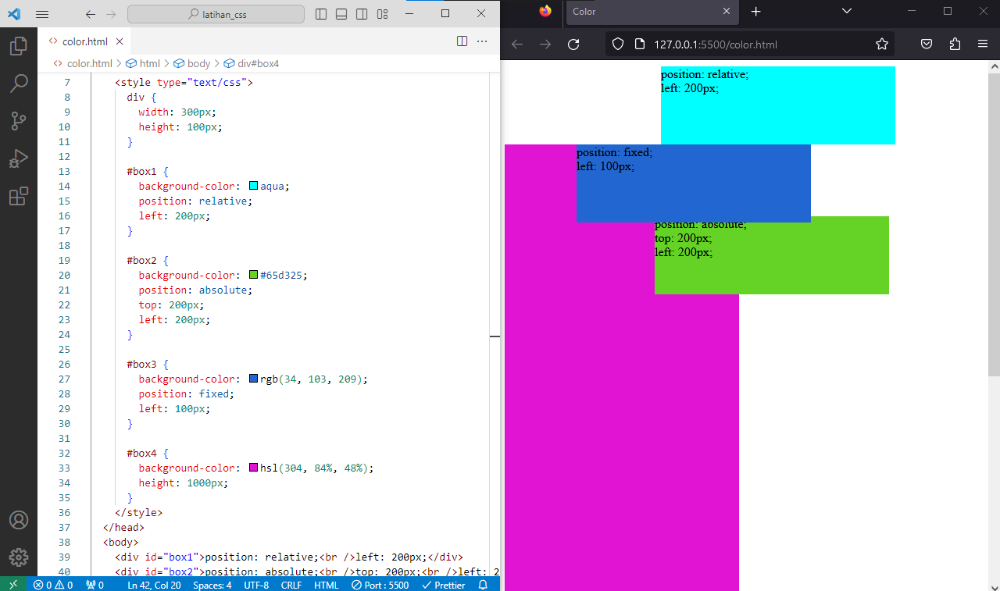 latihan_css
color.html
color.html > html > body > div#box4
7 <style type="text/css">
8 div {
9 width: 300px;
10 height: 100px;
11 }
12
13 #box1 {
14 background-color: aqua;
15 position: relative;
16 left: 200px;
17 }
18
19 #box2 {
20 background-color: #65d325;
21 position: absolute;
22 top: 200px;
23 left: 200px;
24 }
25
26 #box3 {
27 background-color: rgb(34, 103, 209);
28 position: fixed;
29 left: 100px;
30 }
31
32 #box4 {
33 background-color: hsl(304, 84%, 48%);
34 height: 1000px;
35 }
36 </style>
37 </head>
38 <body>
39 <div id="box1">position: relative;<br />left: 200px;</div>
40 <div id="box2">position: absolute;<br />top: 200px;<br />left: 2
0 0 0 Ln 42, Col 20 Spaces: 4 UTF-8 CRLF HTML Port : 5500 Prettier
Color
127.0.0.1:5500/color.html
position: relative;
left: 200px;
position: fixed;
left: 100px;
position: absolute;
top: 200px;
left: 200px;